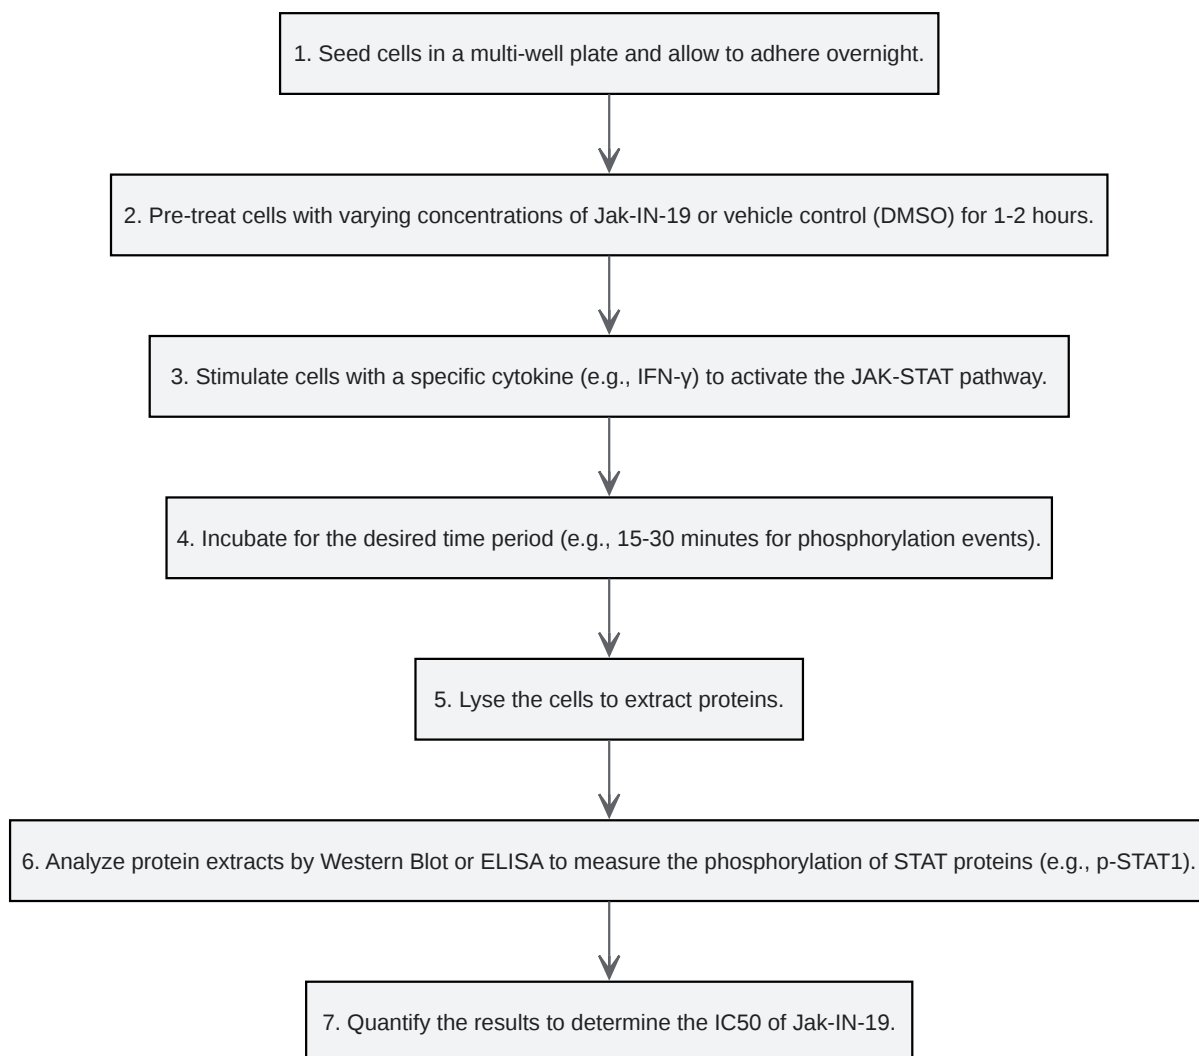 1. Seed cells in a multi-well plate and allow to adhere overnight.
2. Pre-treat cells with varying concentrations of Jak-IN-19 or vehicle control (DMSO) for 1-2 hours.
3. Stimulate cells with a specific cytokine (e.g., IFN-γ) to activate the JAK-STAT pathway.
4. Incubate for the desired time period (e.g., 15-30 minutes for phosphorylation events).
5. Lyse the cells to extract proteins.
6. Analyze protein extracts by Western Blot or ELISA to measure the phosphorylation of STAT proteins (e.g., p-STAT1).
7. Quantify the results to determine the IC50 of Jak-IN-19.